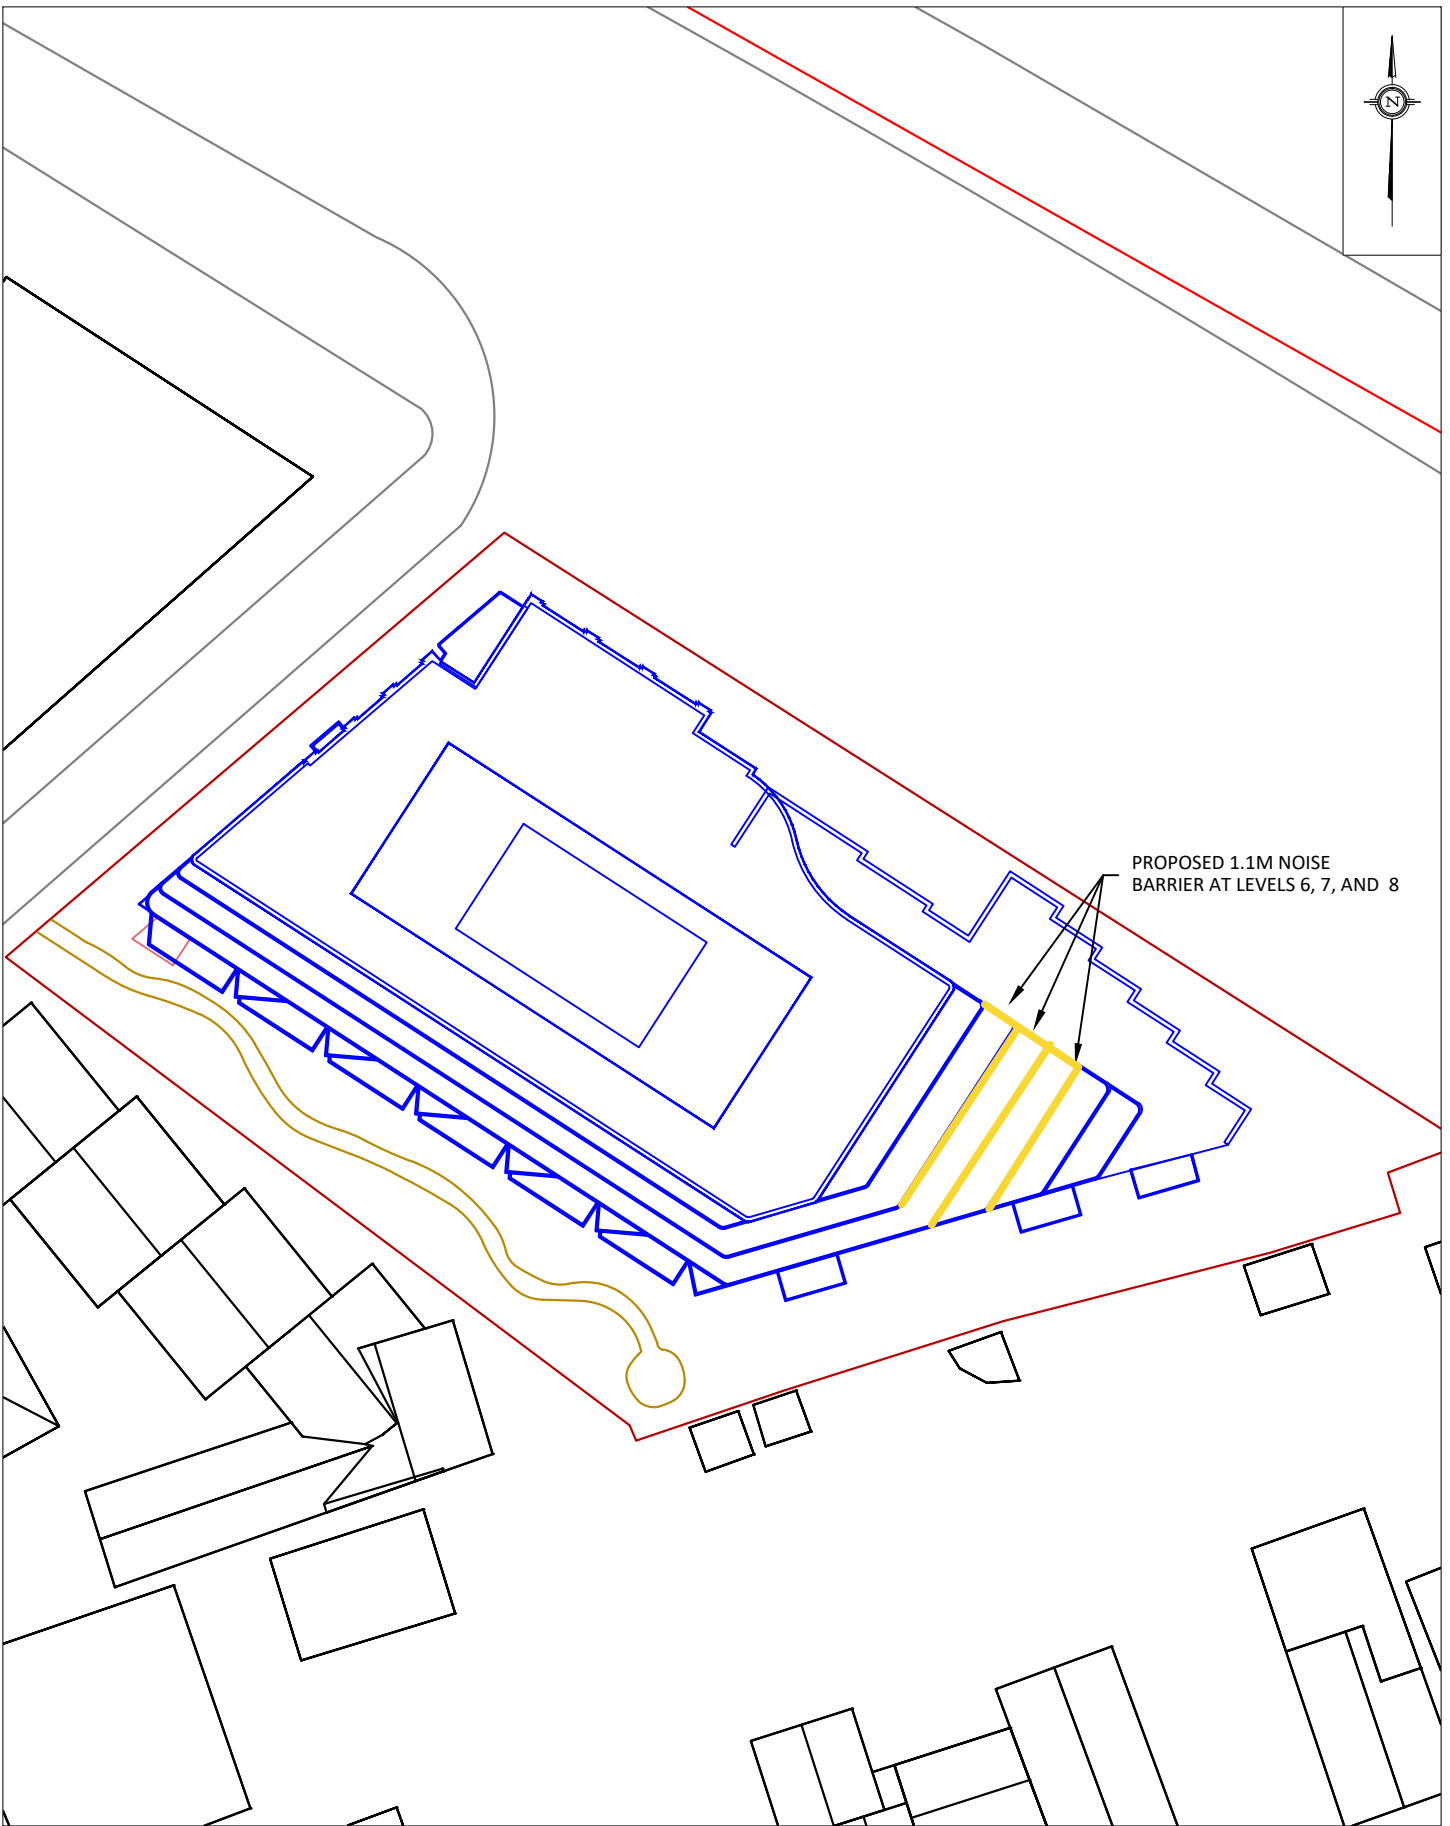 N
PROPOSED 1.1M NOISE
BARRIER AT LEVELS 6, 7, AND 8